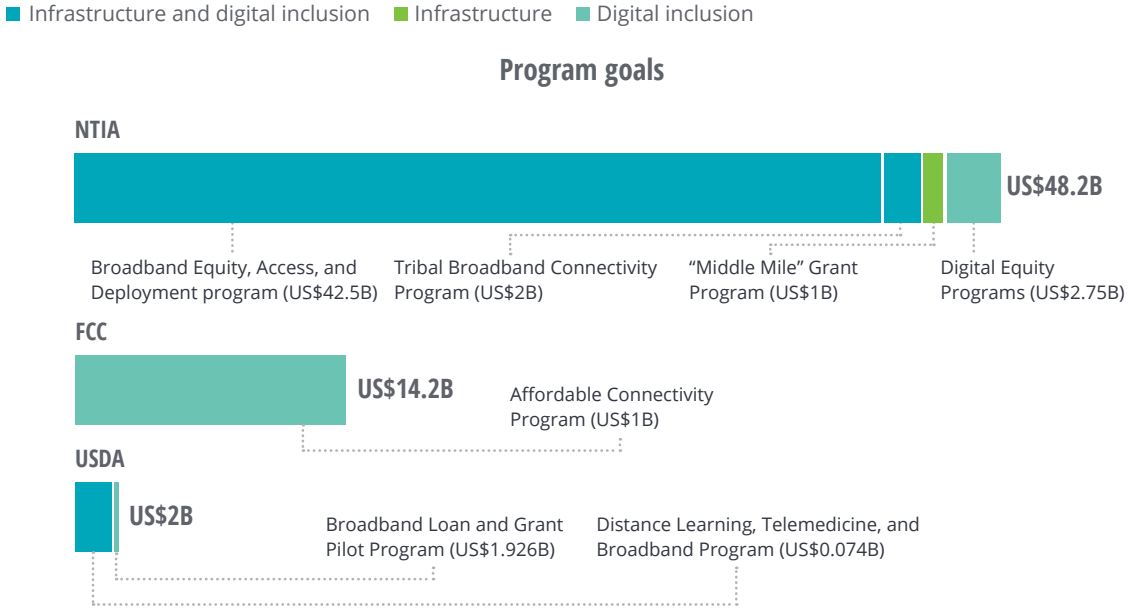 Infrastructure and digital inclusion Infrastructure Digital inclusion
Program goals
NTIA
US$48.2B
Broadband Equity, Access, and
Deployment program (US$42.5B)
Tribal Broadband Connectivity
Program (US$2B)
“Middle Mile” Grant
Program (US$1B)
Digital Equity
Programs (US$2.75B)
FCC
US$14.2B
Affordable Connectivity
Program (US$1B)
USDA
US$2B
Broadband Loan and Grant
Pilot Program (US$1.926B)
Distance Learning, Telemedicine, and
Broadband Program (US$0.074B)